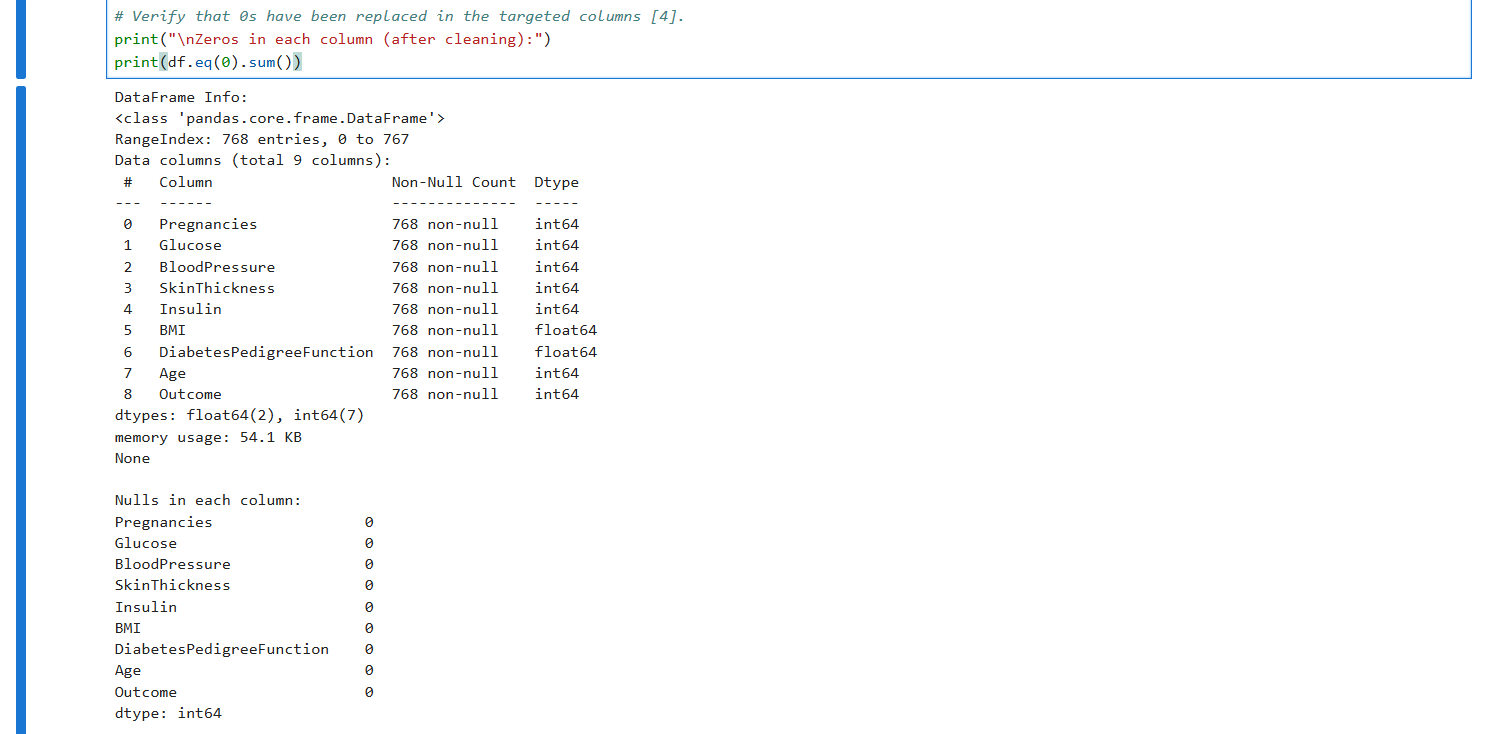 # Verify that 0s have been replaced in the targeted columns [4].
print("\nZeros in each column (after cleaning):")
print(df.eq(0).sum())
DataFrame Info:
<class 'pandas.core.frame.DataFrame'>
RangeIndex: 768 entries, 0 to 767
Data columns (total 9 columns):
 #   Column                    Non-Null Count  Dtype
---  ------                    --------------  -----
 0   Pregnancies               768 non-null    int64
 1   Glucose                   768 non-null    int64
 2   BloodPressure             768 non-null    int64
 3   SkinThickness             768 non-null    int64
 4   Insulin                   768 non-null    int64
 5   BMI                       768 non-null    float64
 6   DiabetesPedigreeFunction  768 non-null    float64
 7   Age                       768 non-null    int64
 8   Outcome                   768 non-null    int64
dtypes: float64(2), int64(7)
memory usage: 54.1 KB
None
Nulls in each column:
Pregnancies                 0
Glucose                     0
BloodPressure               0
SkinThickness               0
Insulin                     0
BMI                         0
DiabetesPedigreeFunction    0
Age                         0
Outcome                     0
dtype: int64